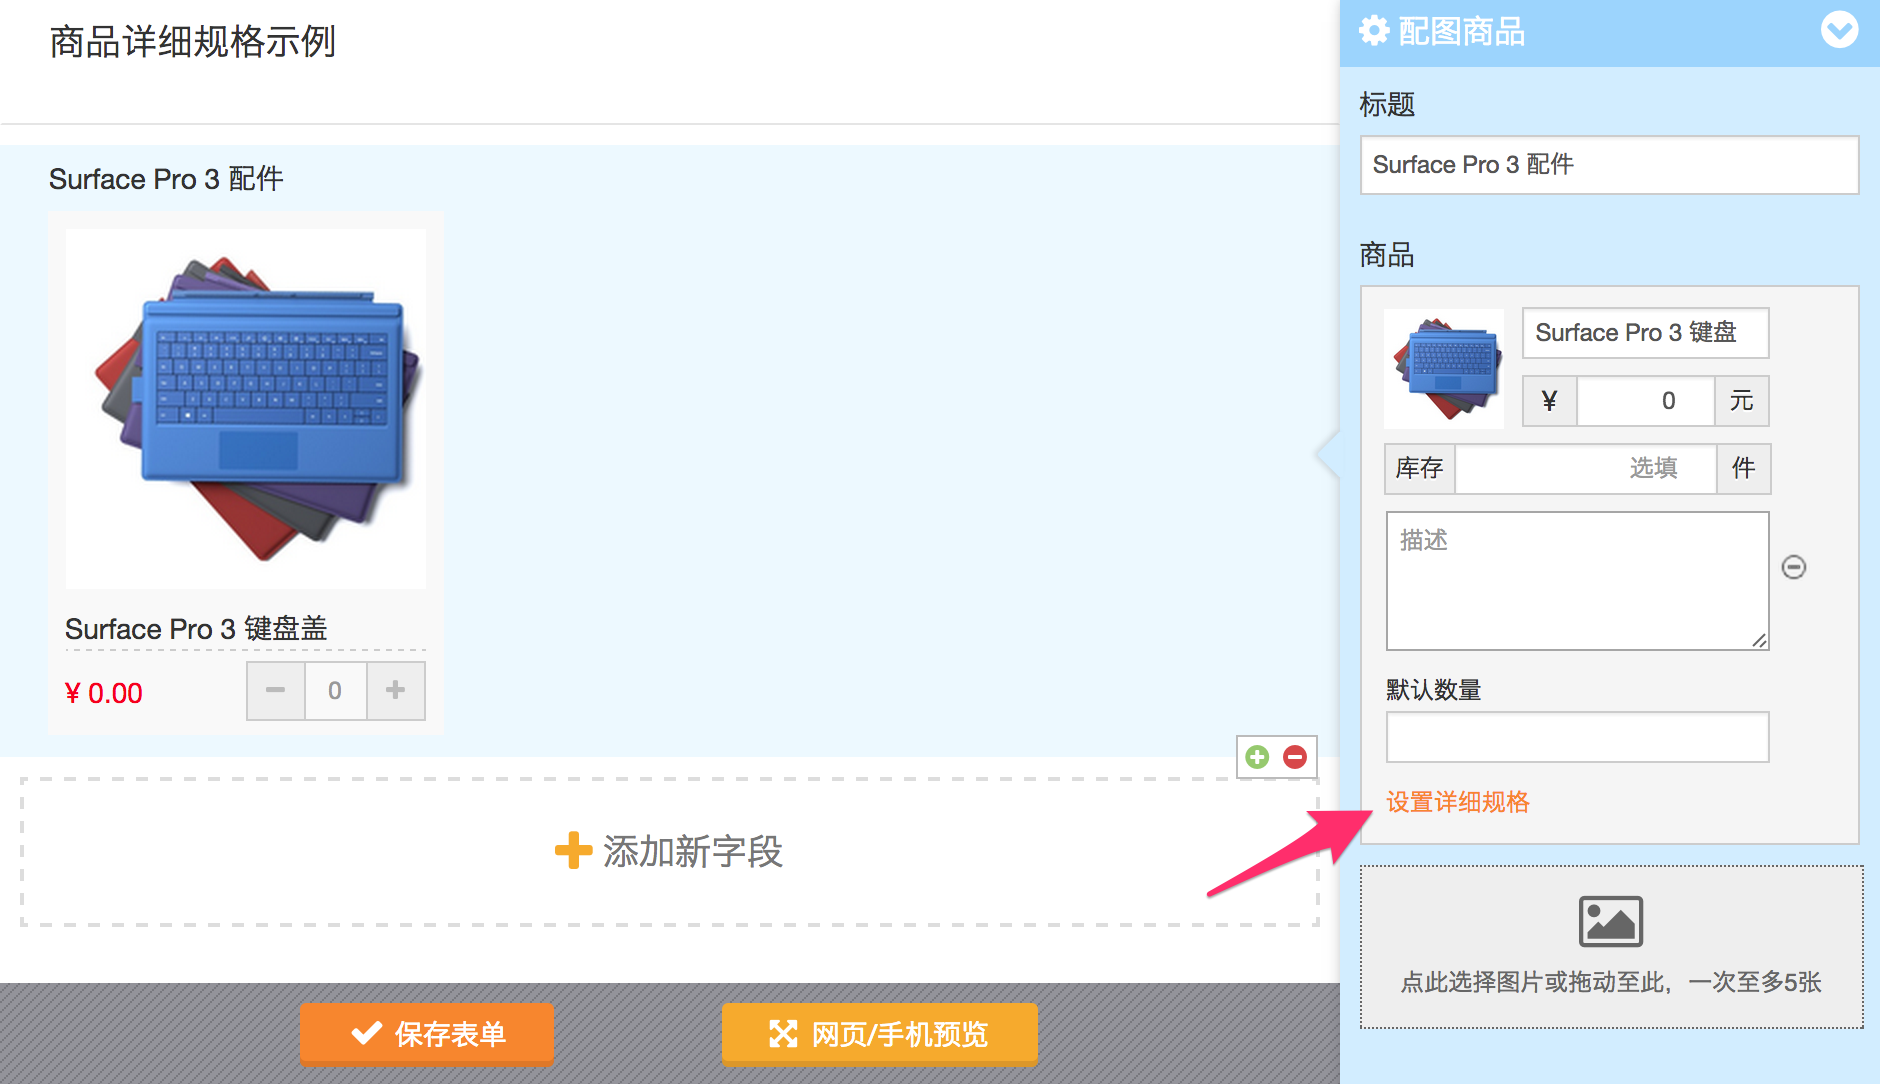 商品详细规格示例
Surface Pro 3 配件
Surface Pro 3 键盘盖
¥ 0.00
0
添加新字段
保存表单
网页/手机预览
配图商品
标题
Surface Pro 3 配件
商品
Surface Pro 3 键盘
¥ 0 元
库存 选填 件
描述
默认数量
设置详细规格
点此选择图片或拖动至此，一次至多5张